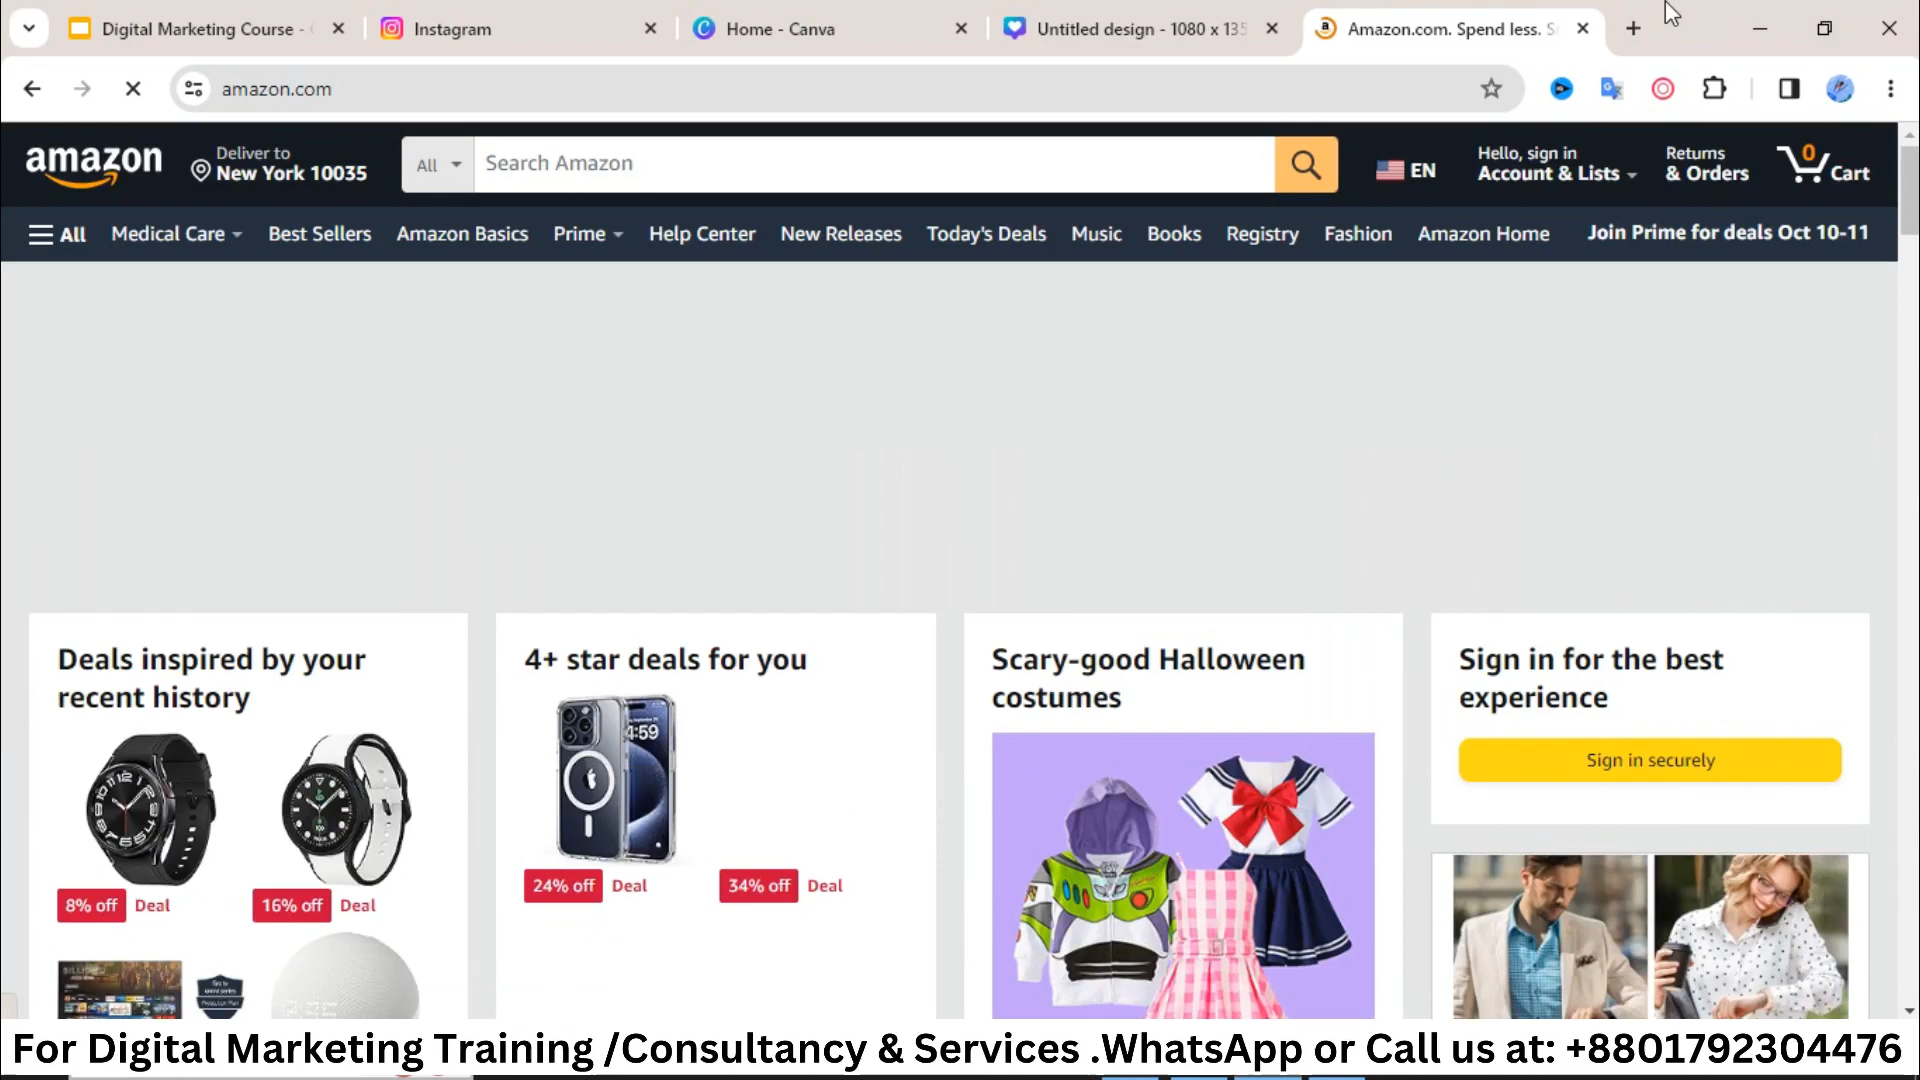 Digital Marketing Course -
Instagram
Home - Canva
Untitled design - 1080 x 135
Amazon.com. Spend less. S
amazon.com
amazon
Deliver to
New York 10035
All
Search Amazon
EN
Hello, sign in
Account & Lists
Returns
& Orders
0
Cart
All
Medical Care
Best Sellers
Amazon Basics
Prime
Help Center
New Releases
Today's Deals
Music
Books
Registry
Fashion
Amazon Home
Join Prime for deals Oct 10-11
Deals inspired by your
recent history
8% off Deal
16% off Deal
4+ star deals for you
4:59
24% off Deal
34% off Deal
Scary-good Halloween
costumes
Sign in for the best
experience
Sign in securely
For Digital Marketing Training /Consultancy & Services .WhatsApp or Call us at: +8801792304476